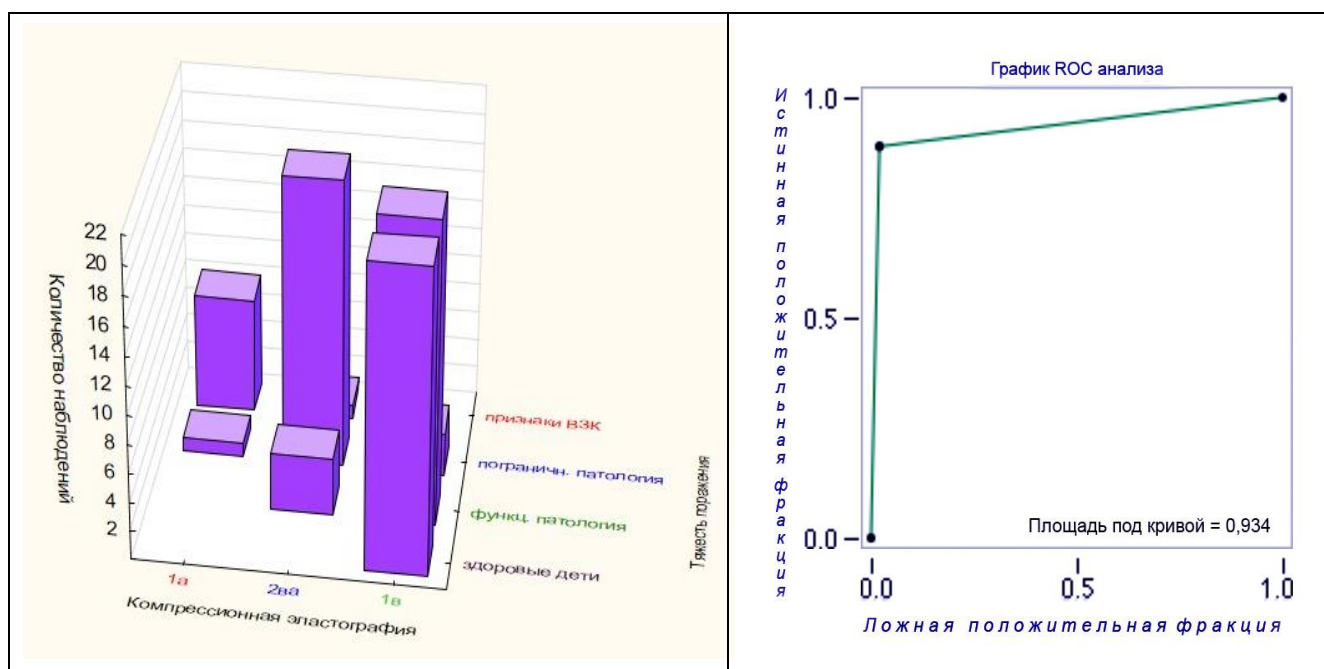 22
20
18
16
14
12
10
8
6
4
2
Количество наблюдений
1а
2ва
1в
Компрессионная эластография
признаки ВЗК
пограничн. патология
функц. патология
здоровые дети
Тяжесть поражения
График ROC анализа
Истинная положительная фракция
1.0
0.5
0.0
Площадь под кривой = 0,934
0.0 0.5 1.0
Ложная положительная фракция